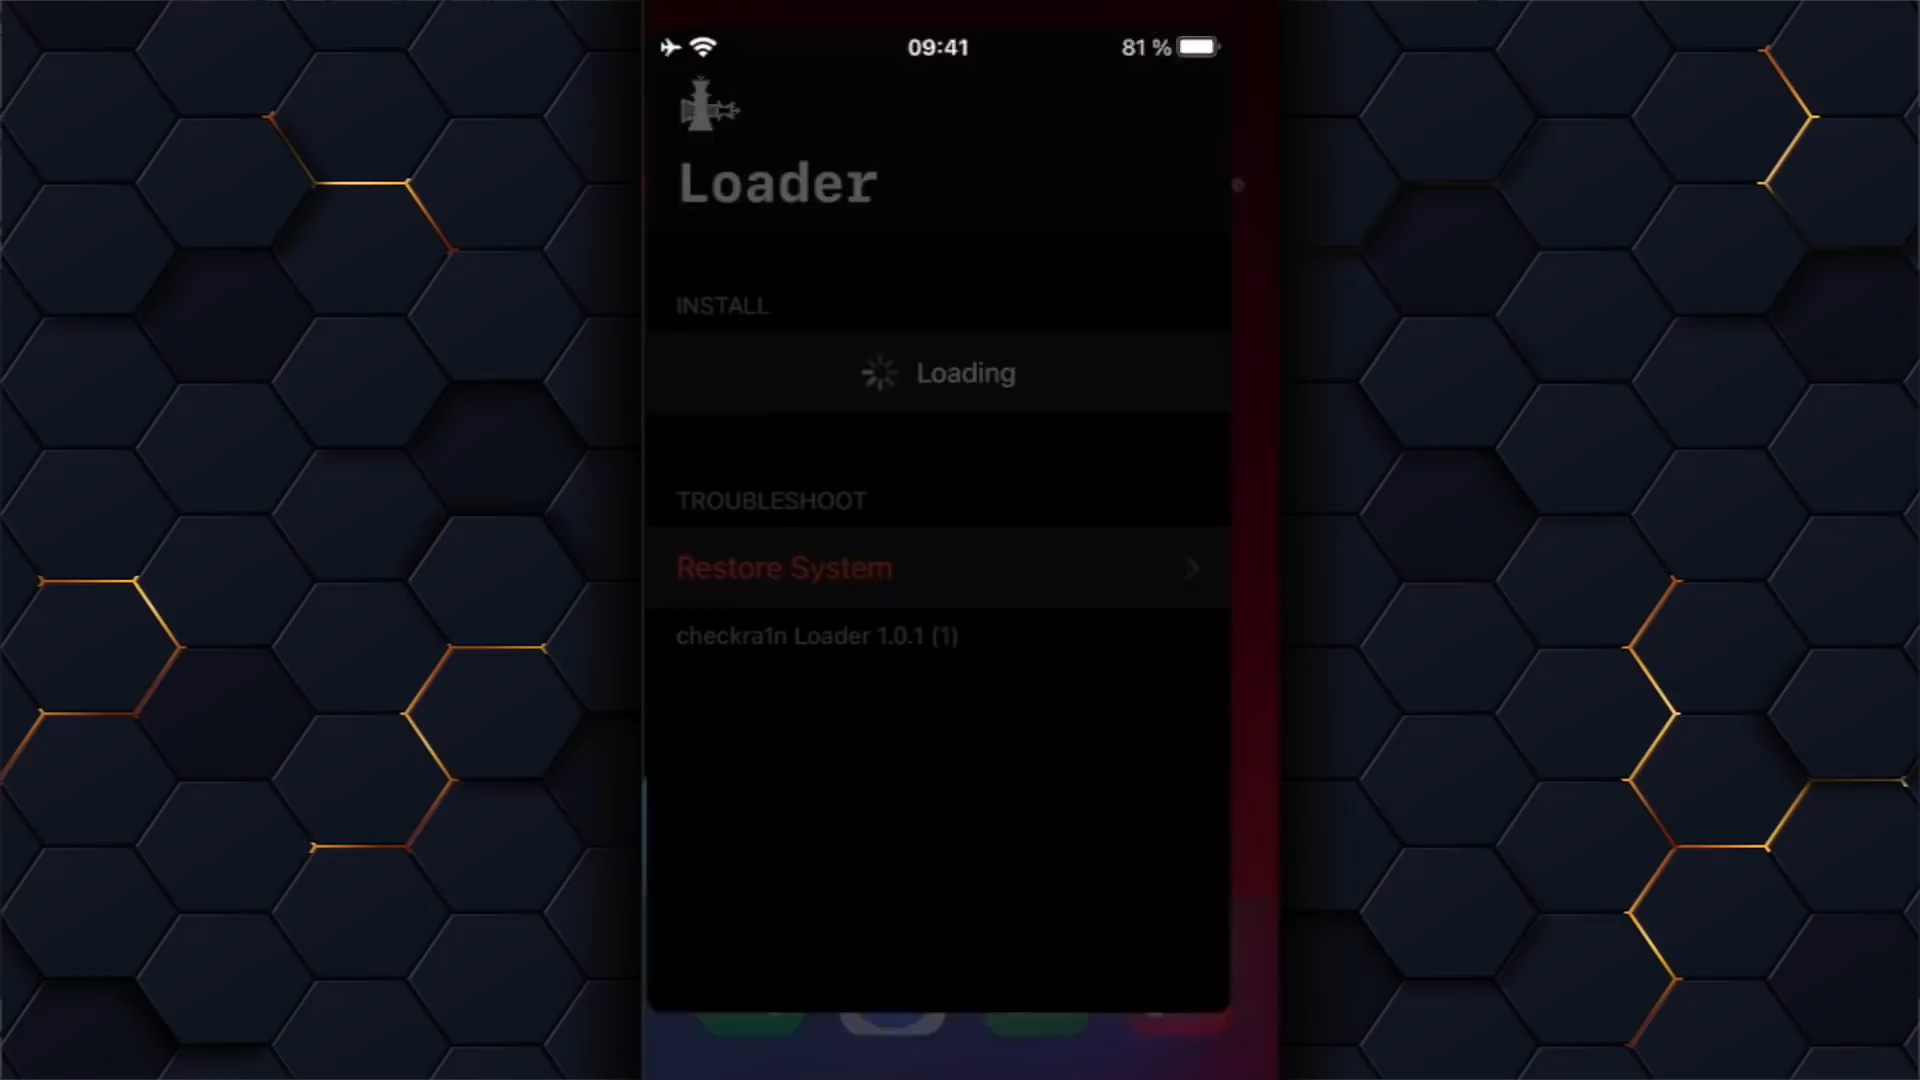 09:41
81 %
Loader
INSTALL
Loading
TROUBLESHOOT
Restore System
checkra1n Loader 1.0.1 (1)